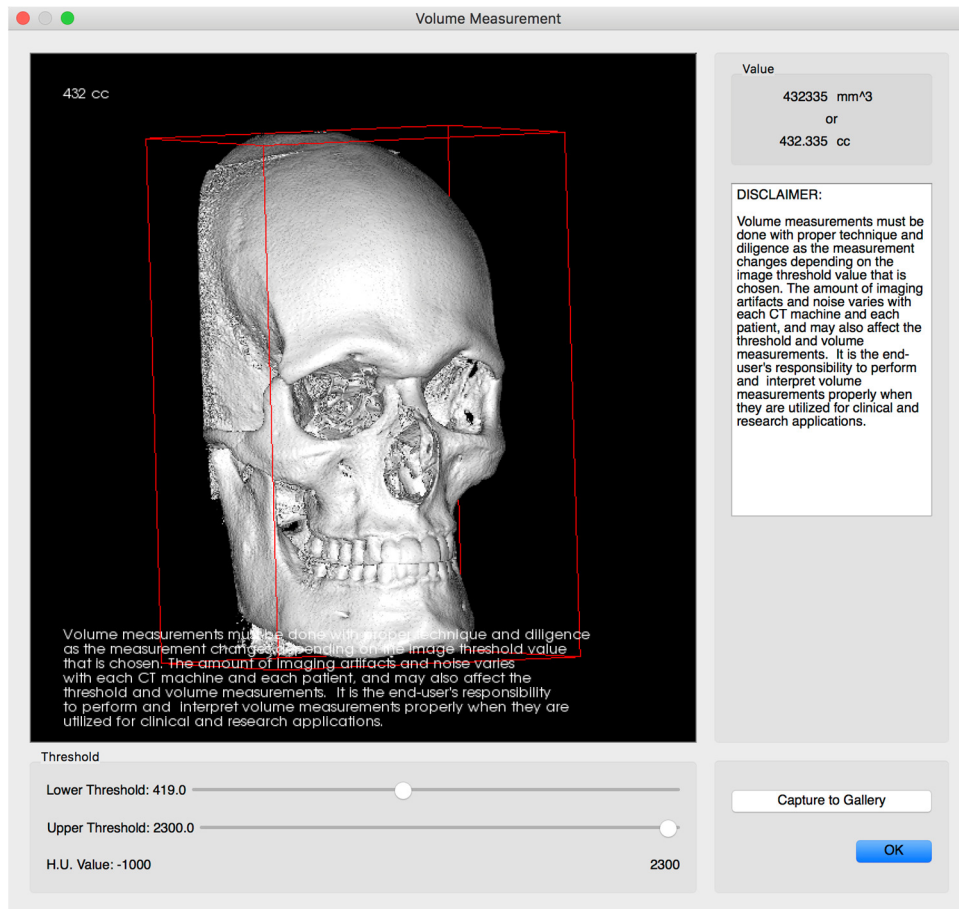 Volume Measurement
432 cc
Volume measurements must be done with proper technique and diligence
as the measurement changes depending on the image threshold value
that is chosen. The amount of imaging artifacts and noise varies
with each CT machine and each patient, and may also affect the
threshold and volume measurements.  It is the end-user's responsibility
to perform and  interpret volume measurements properly when they are
utilized for clinical and research applications.
Value
432335 mm^3
or
432.335 cc
DISCLAIMER:
Volume measurements must be
done with proper technique and
diligence as the measurement
changes depending on the
image threshold value that is
chosen. The amount of imaging
artifacts and noise varies with
each CT machine and each
patient, and may also affect the
threshold and volume
measurements.  It is the end-
user's responsibility to perform
and  interpret volume
measurements properly when
they are utilized for clinical and
research applications.
Threshold
Lower Threshold: 419.0
Upper Threshold: 2300.0
H.U. Value: -1000 2300
Capture to Gallery
OK